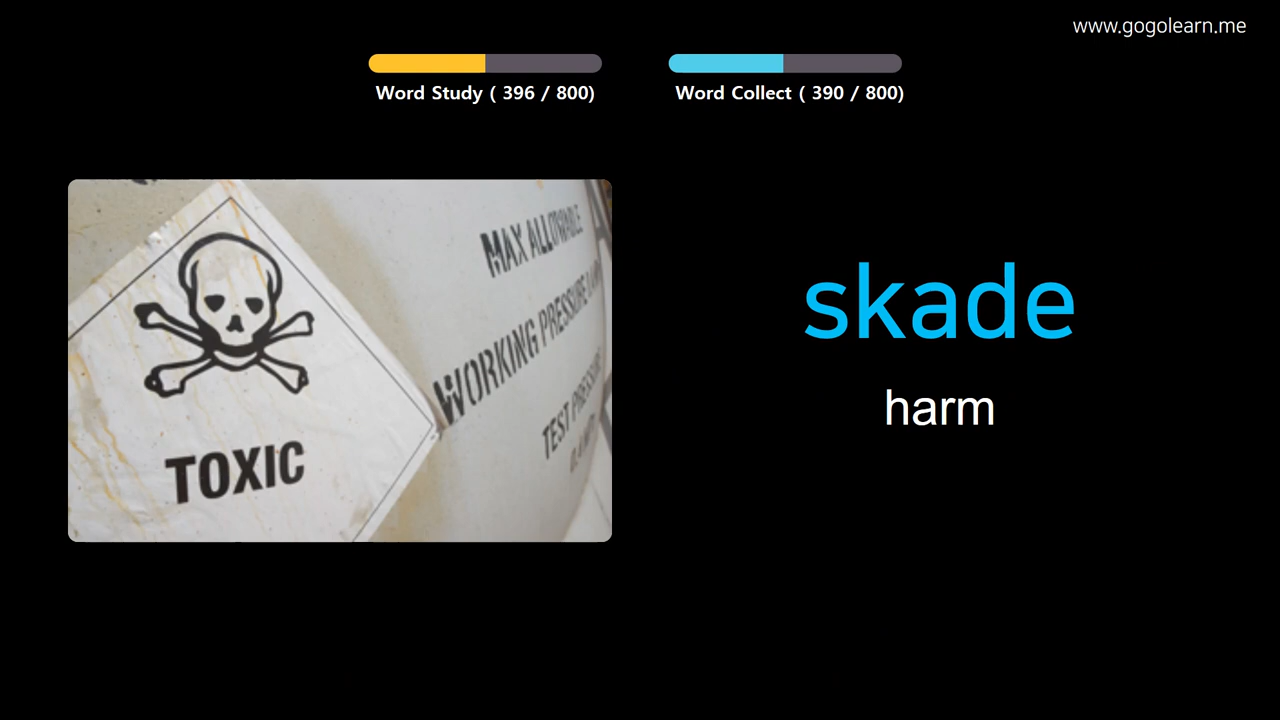 www.gogolearn.me
Word Study ( 396 / 800)
Word Collect ( 390 / 800)
MAX ALLOWABLE
WORKING PRESSURE
TEST PRESSURE
TOXIC
skade
harm